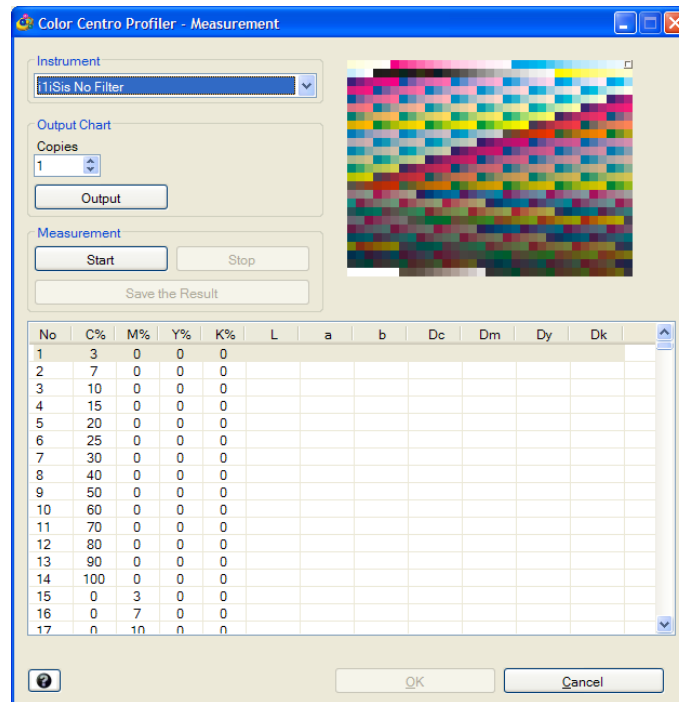 Color Centro Profiler - Measurement
Instrument
i1iSis No Filter
Output Chart
Copies
1
Output
Measurement
Start Stop
Save the Result
No C% M% Y% K% L a b Dc Dm Dy Dk
1 3 0 0 0
2 7 0 0 0
3 10 0 0 0
4 15 0 0 0
5 20 0 0 0
6 25 0 0 0
7 30 0 0 0
8 40 0 0 0
9 50 0 0 0
10 60 0 0 0
11 70 0 0 0
12 80 0 0 0
13 90 0 0 0
14 100 0 0 0
15 0 3 0 0
16 0 7 0 0
17 0 10 0 0
OK Cancel